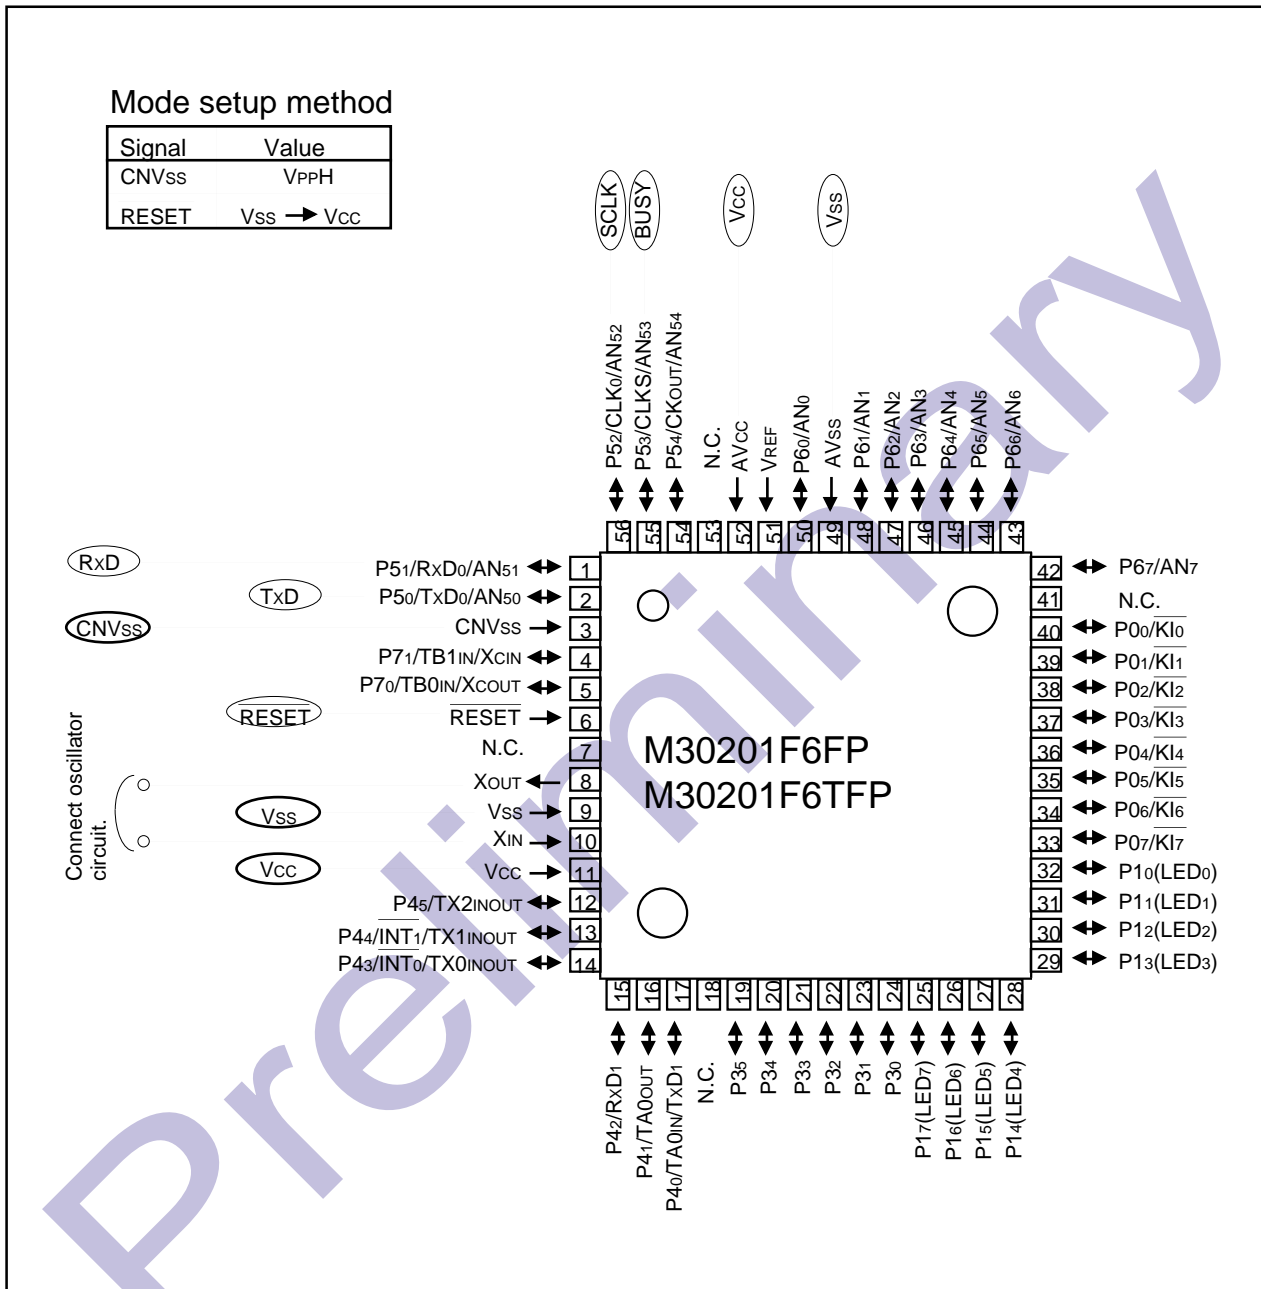 Mode setup method
Signal Value
CNVss VPPH
RESET Vss Vcc
SCLK
BUSY
Vcc
Vss
P52/CLK0/AN52
P53/CLKS/AN53
P54/CKOUT/AN54
N.C.
AVCC
VREF
P60/AN0
AVSS
P61/AN1
P62/AN2
P63/AN3
P64/AN4
P65/AN5
P66/AN6
56 55 54 53 52 51 50 49 48 47 46 45 44 43
RxD
P51/RxD0/AN51 1
TxD
P50/TxD0/AN50 2
CNVss
CNVss 3
P71/TB1IN/XCIN 4
P70/TB0IN/XCOUT 5
RESET
RESET 6
N.C. 7
Connect oscillator
circuit.
XOUT 8
Vss
Vss 9
XIN 10
Vcc
Vcc 11
P45/TX2INOUT 12
P44/INT1/TX1INOUT 13
P43/INT0/TX0INOUT 14
M30201F6FP
M30201F6TFP
42 P67/AN7
41 N.C.
40 P00/KI0
39 P01/KI1
38 P02/KI2
37 P03/KI3
36 P04/KI4
35 P05/KI5
34 P06/KI6
33 P07/KI7
32 P10(LED0)
31 P11(LED1)
30 P12(LED2)
29 P13(LED3)
15 16 17 18 19 20 21 22 23 24 25 26 27 28
P42/RxD1
P41/TA0OUT
P40/TA0IN/TxD1
N.C.
P35
P34
P33
P32
P31
P30
P17(LED7)
P16(LED6)
P15(LED5)
P14(LED4)
Preliminary